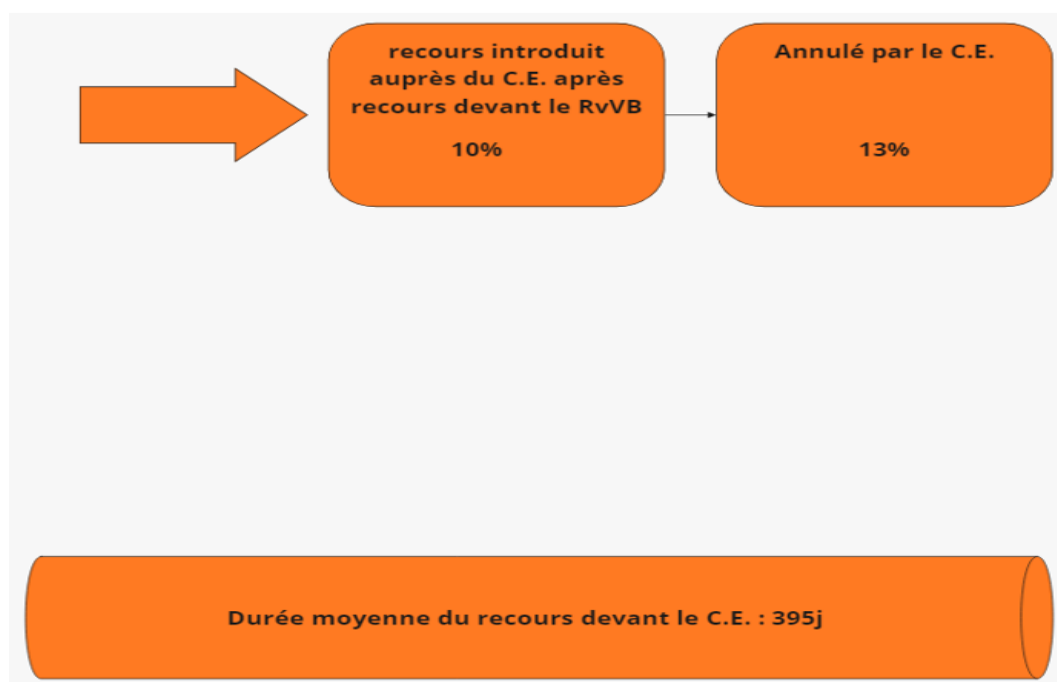 recours introduit
auprès du C.E. après
recours devant le RvVB
10%
Annulé par le C.E.
13%
Durée moyenne du recours devant le C.E. : 395j